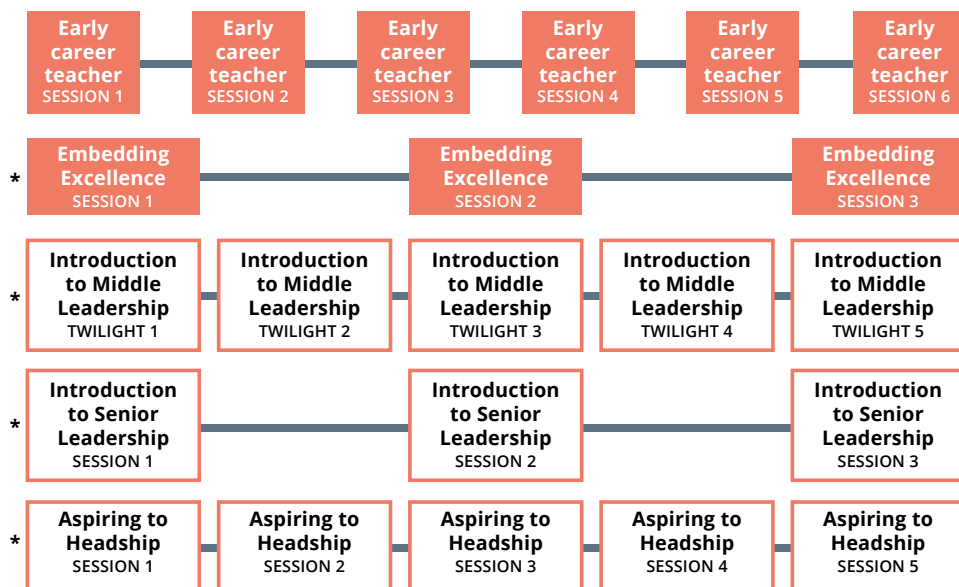 Early
career
teacher
SESSION 1
Early
career
teacher
SESSION 2
Early
career
teacher
SESSION 3
Early
career
teacher
SESSION 4
Early
career
teacher
SESSION 5
Early
career
teacher
SESSION 6
*
Embedding
Excellence
SESSION 1
Embedding
Excellence
SESSION 2
Embedding
Excellence
SESSION 3
*
Introduction
to Middle
Leadership
TWILIGHT 1
Introduction
to Middle
Leadership
TWILIGHT 2
Introduction
to Middle
Leadership
TWILIGHT 3
Introduction
to Middle
Leadership
TWILIGHT 4
Introduction
to Middle
Leadership
TWILIGHT 5
*
Introduction
to Senior
Leadership
SESSION 1
Introduction
to Senior
Leadership
SESSION 2
Introduction
to Senior
Leadership
SESSION 3
*
Aspiring to
Headship
SESSION 1
Aspiring to
Headship
SESSION 2
Aspiring to
Headship
SESSION 3
Aspiring to
Headship
SESSION 4
Aspiring to
Headship
SESSION 5